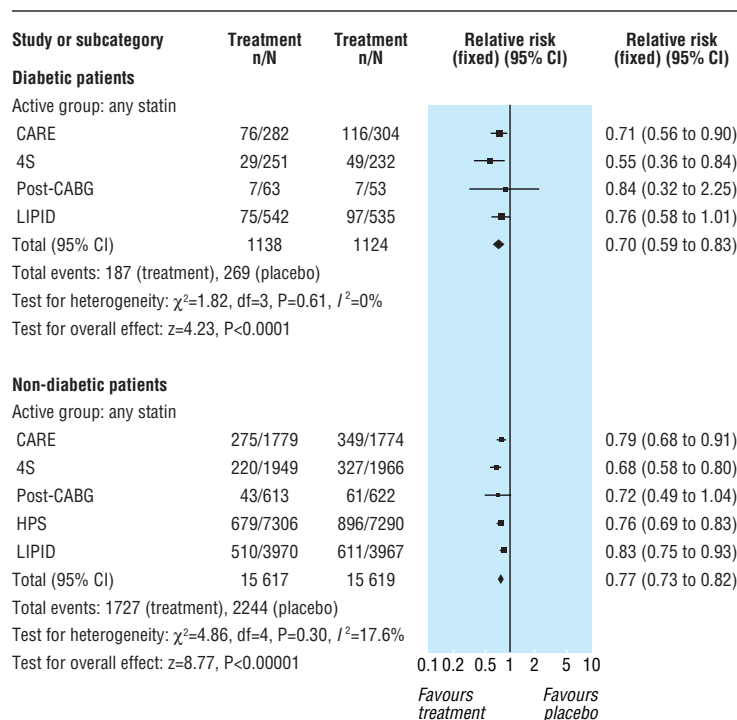 Study or subcategory Treatment n/N Treatment n/N Relative risk (fixed) (95% CI) Relative risk (fixed) (95% CI)
Diabetic patients
Active group: any statin
CARE 76/282 116/304 0.71 (0.56 to 0.90)
4S 29/251 49/232 0.55 (0.36 to 0.84)
Post-CABG 7/63 7/53 0.84 (0.32 to 2.25)
LIPID 75/542 97/535 0.76 (0.58 to 1.01)
Total (95% CI) 1138 1124 0.70 (0.59 to 0.83)
Total events: 187 (treatment), 269 (placebo)
Test for heterogeneity: χ²=1.82, df=3, P=0.61, I²=0%
Test for overall effect: z=4.23, P<0.0001
Non-diabetic patients
Active group: any statin
CARE 275/1779 349/1774 0.79 (0.68 to 0.91)
4S 220/1949 327/1966 0.68 (0.58 to 0.80)
Post-CABG 43/613 61/622 0.72 (0.49 to 1.04)
HPS 679/7306 896/7290 0.76 (0.69 to 0.83)
LIPID 510/3970 611/3967 0.83 (0.75 to 0.93)
Total (95% CI) 15 617 15 619 0.77 (0.73 to 0.82)
Total events: 1727 (treatment), 2244 (placebo)
Test for heterogeneity: χ²=4.86, df=4, P=0.30, I²=17.6%
Test for overall effect: z=8.77, P<0.00001
0.1 0.2 0.5 1 2 5 10
Favours treatment Favours placebo